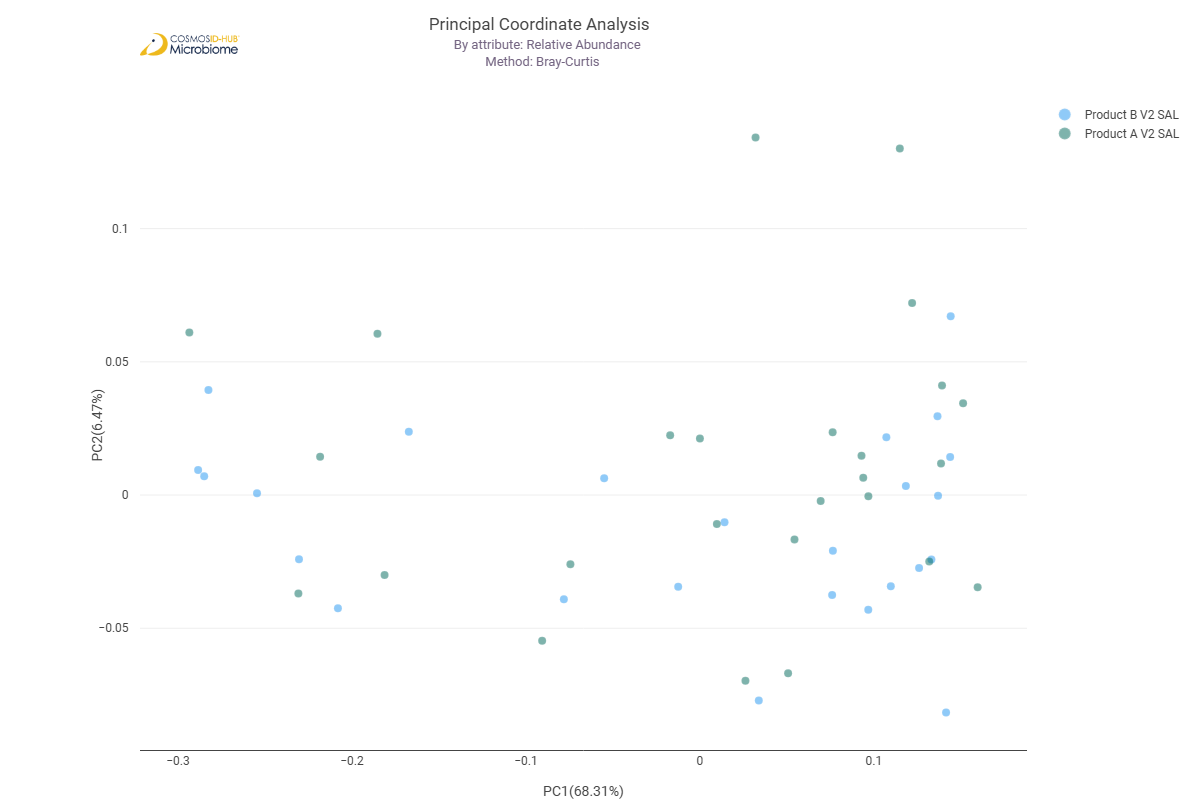 Principal Coordinate Analysis
By attribute: Relative Abundance
Method: Bray-Curtis
COSMOSID-HUB
Microbiome
Product B V2 SAL
Product A V2 SAL
0.1
0.05
0
−0.05
PC2(6.47%)
−0.3
−0.2
−0.1
0
0.1
PC1(68.31%)